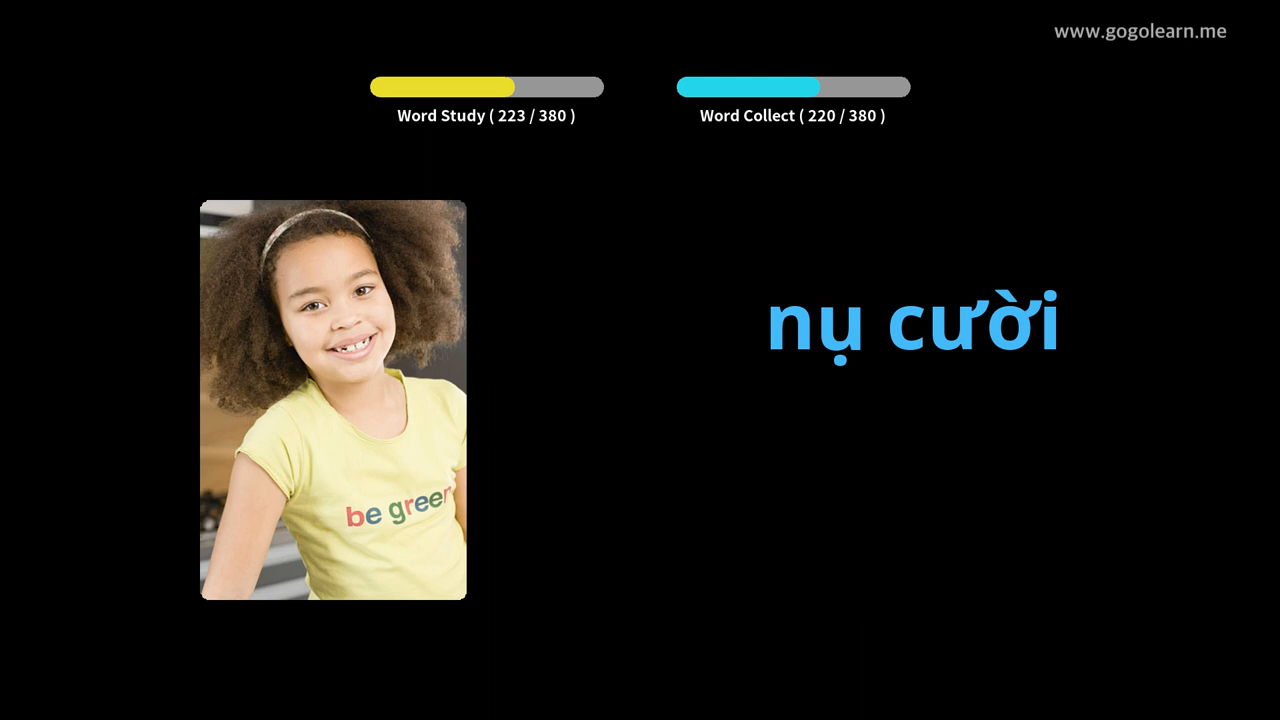 www.gogolearn.me
Word Study ( 223 / 380 )
Word Collect ( 220 / 380 )
nụ cười
be green